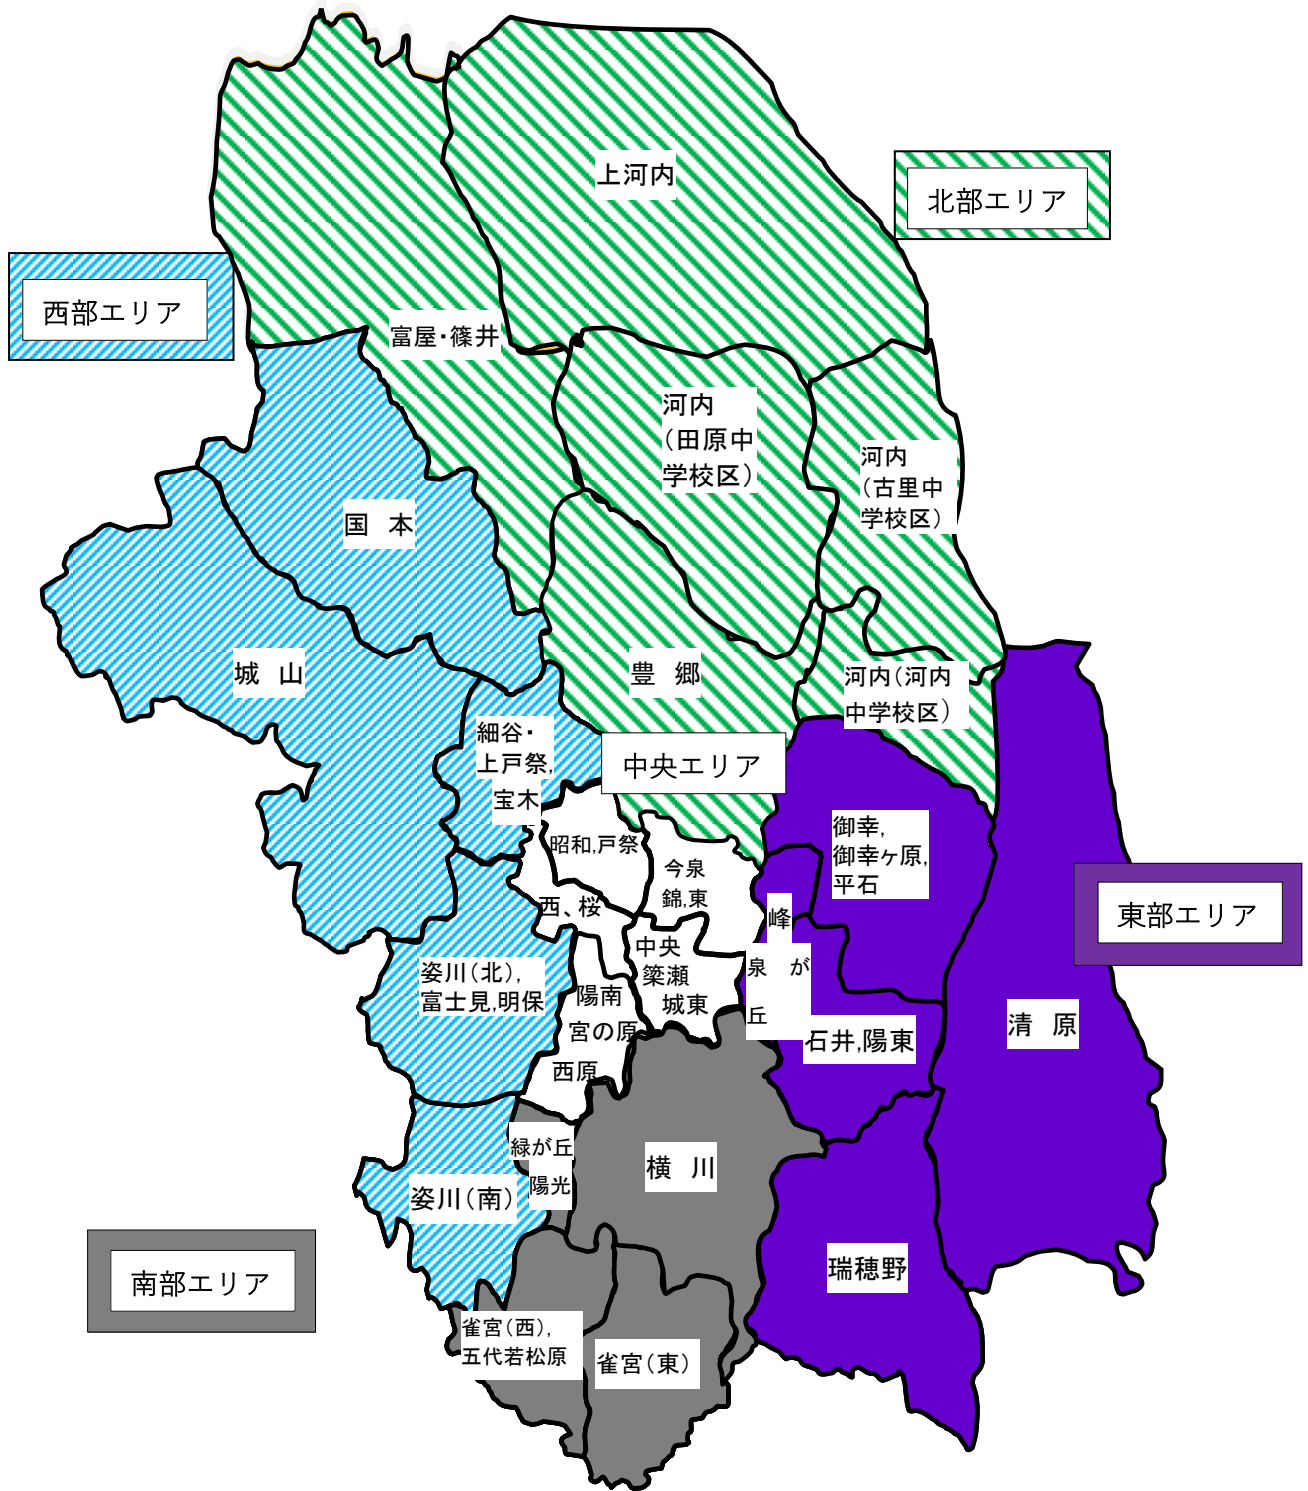 上河内
北部エリア
西部エリア
富屋・篠井
河内
（田原中
学校区）
河内
（古里中
学校区）
国　本
城　山
豊　郷
河内（河内
中学校区）
細谷・
上戸祭,
宝木
中央エリア
昭和,戸祭
御幸,
御幸ヶ原,
平石
今泉
錦,東
東部エリア
西、桜
峰
中央
簗瀬
城東
泉　が
丘
姿川（北）,
富士見,明保
陽南
宮の原
西原
石井,陽東
清　原
緑が丘
陽光
横　川
姿川（南）
南部エリア
瑞穂野
雀宮（西）,
五代若松原
雀宮（東）